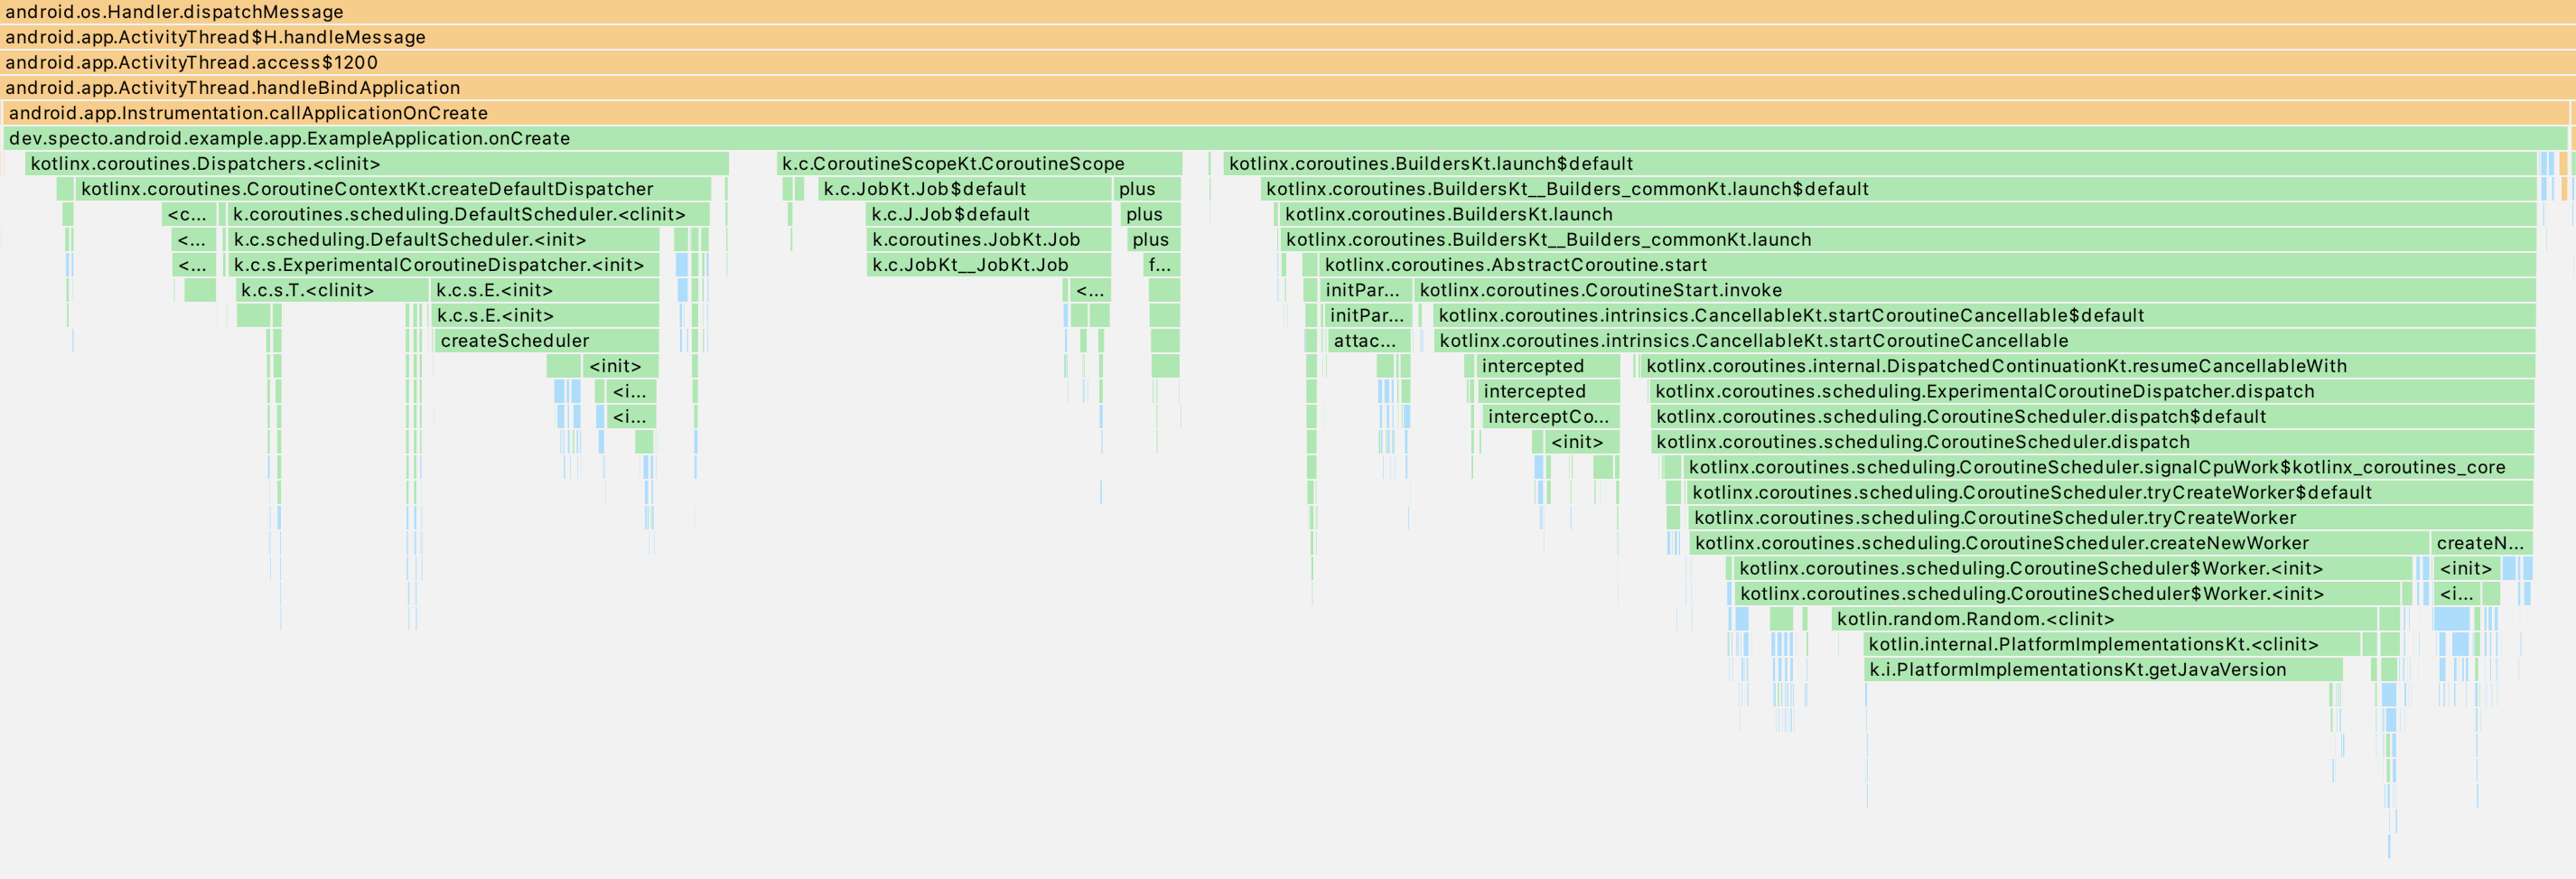 android.os.Handler.dispatchMessage
android.app.ActivityThread$H.handleMessage
android.app.ActivityThread.access$1200
android.app.ActivityThread.handleBindApplication
android.app.Instrumentation.callApplicationOnCreate
dev.specto.android.example.app.ExampleApplication.onCreate
kotlinx.coroutines.Dispatchers.<clinit> k.c.CoroutineScopeKt.CoroutineScope kotlinx.coroutines.BuildersKt.launch$default
kotlinx.coroutines.CoroutineContextKt.createDefaultDispatcher k.c.JobKt.Job$default plus kotlinx.coroutines.BuildersKt__Builders_commonKt.launch$default
<c... k.coroutines.scheduling.DefaultScheduler.<clinit> k.c.J.Job$default plus kotlinx.coroutines.BuildersKt.launch
<... k.c.scheduling.DefaultScheduler.<init> k.coroutines.JobKt.Job plus kotlinx.coroutines.BuildersKt__Builders_commonKt.launch
<... k.c.s.ExperimentalCoroutineDispatcher.<init> k.c.JobKt__JobKt.Job f... kotlinx.coroutines.AbstractCoroutine.start
k.c.s.T.<clinit> k.c.s.E.<init> <... initPar... kotlinx.coroutines.CoroutineStart.invoke
k.c.s.E.<init> initPar... kotlinx.coroutines.intrinsics.CancellableKt.startCoroutineCancellable$default
createScheduler attac... kotlinx.coroutines.intrinsics.CancellableKt.startCoroutineCancellable
<init> intercepted kotlinx.coroutines.internal.DispatchedContinuationKt.resumeCancellableWith
<i... intercepted kotlinx.coroutines.scheduling.ExperimentalCoroutineDispatcher.dispatch
<i... interceptCo... kotlinx.coroutines.scheduling.CoroutineScheduler.dispatch$default
<init> kotlinx.coroutines.scheduling.CoroutineScheduler.dispatch
kotlinx.coroutines.scheduling.CoroutineScheduler.signalCpuWork$kotlinx_coroutines_core
kotlinx.coroutines.scheduling.CoroutineScheduler.tryCreateWorker$default
kotlinx.coroutines.scheduling.CoroutineScheduler.tryCreateWorker
kotlinx.coroutines.scheduling.CoroutineScheduler.createNewWorker createN...
kotlinx.coroutines.scheduling.CoroutineScheduler$Worker.<init> <init>
kotlinx.coroutines.scheduling.CoroutineScheduler$Worker.<init> <i...
kotlin.random.Random.<clinit>
kotlin.internal.PlatformImplementationsKt.<clinit>
k.i.PlatformImplementationsKt.getJavaVersion